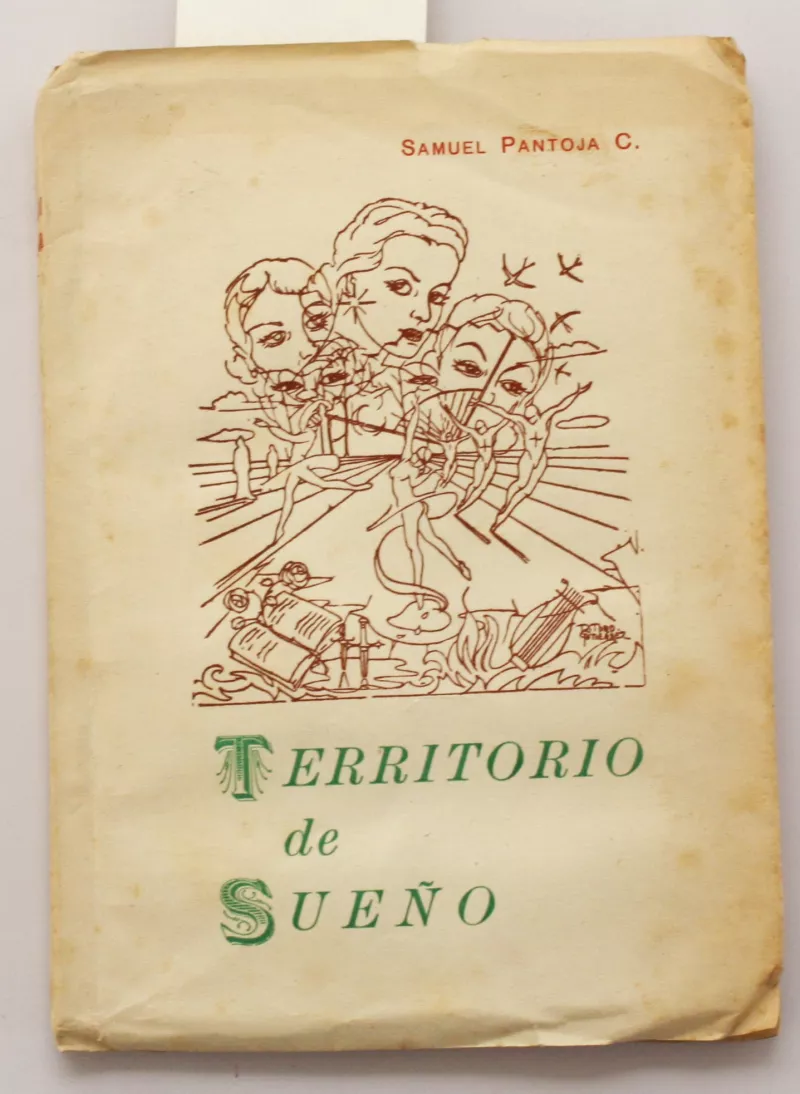 SAMUEL PANTOJA C.
TERRITORIO
de
SUEÑO